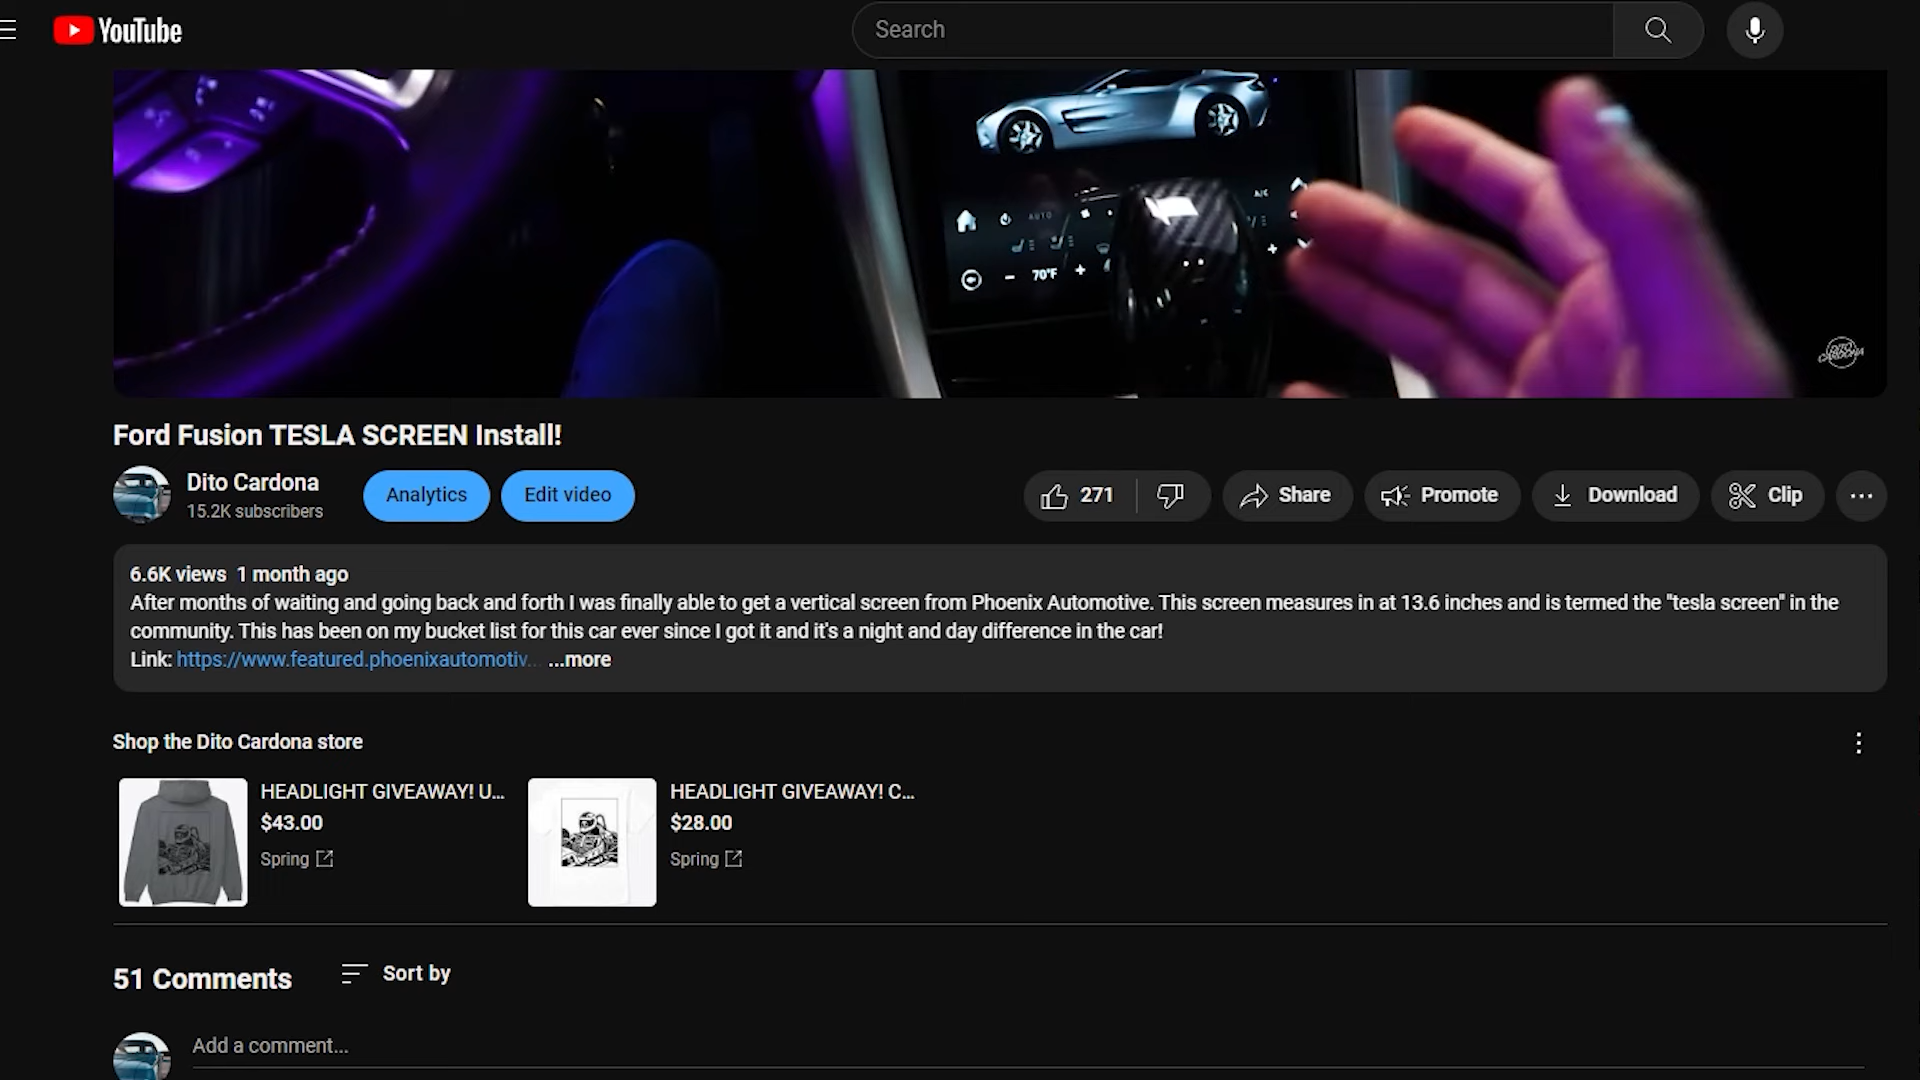 YouTube
Search
AUTO
A/C
- 70°F +
DITO
CARDONA
Ford Fusion TESLA SCREEN Install!
Dito Cardona
15.2K subscribers
Analytics
Edit video
271
Share
Promote
Download
Clip
6.6K views 1 month ago
After months of waiting and going back and forth I was finally able to get a vertical screen from Phoenix Automotive. This screen measures in at 13.6 inches and is termed the "tesla screen" in the
community. This has been on my bucket list for this car ever since I got it and it's a night and day difference in the car!
Link: https://www.featured.phoenixautomotiv... ...more
Shop the Dito Cardona store
HEADLIGHT GIVEAWAY! U...
$43.00
Spring
HEADLIGHT GIVEAWAY! C...
$28.00
Spring
51 Comments
Sort by
Add a comment...